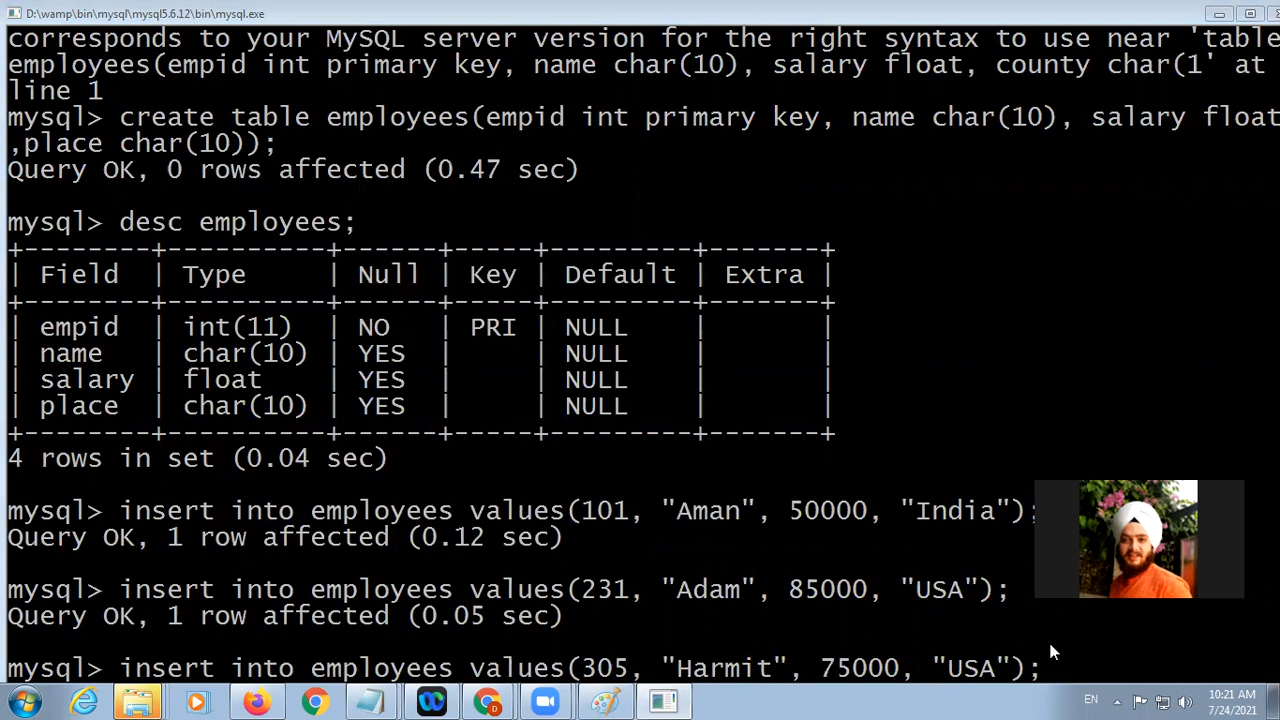 D:\wamp\bin\mysql\mysql5.6.12\bin\mysql.exe
corresponds to your MySQL server version for the right syntax to use near 'table
employees(empid int primary key, name char(10), salary float, county char(1' at
line 1
mysql> create table employees(empid int primary key, name char(10), salary float
,place char(10));
Query OK, 0 rows affected (0.47 sec)
mysql> desc employees;
+--------+----------+------+-----+---------+-------+
| Field | Type | Null | Key | Default | Extra |
+--------+----------+------+-----+---------+-------+
| empid | int(11) | NO | PRI | NULL | |
| name | char(10) | YES | | NULL | |
| salary | float | YES | | NULL | |
| place | char(10) | YES | | NULL | |
+--------+----------+------+-----+---------+-------+
4 rows in set (0.04 sec)
mysql> insert into employees values(101, "Aman", 50000, "India");
Query OK, 1 row affected (0.12 sec)
mysql> insert into employees values(231, "Adam", 85000, "USA");
Query OK, 1 row affected (0.05 sec)
mysql> insert into employees values(305, "Harmit", 75000, "USA");
EN
10:21 AM
7/24/2021